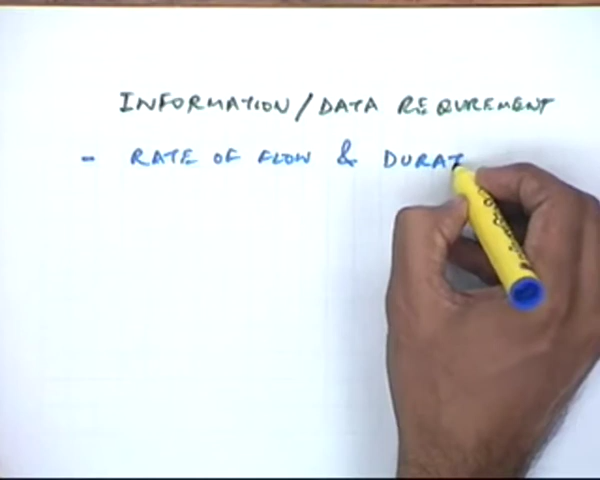 INFORMATION/DATA REQUREMENT
- RATE OF FLOW & DURAT